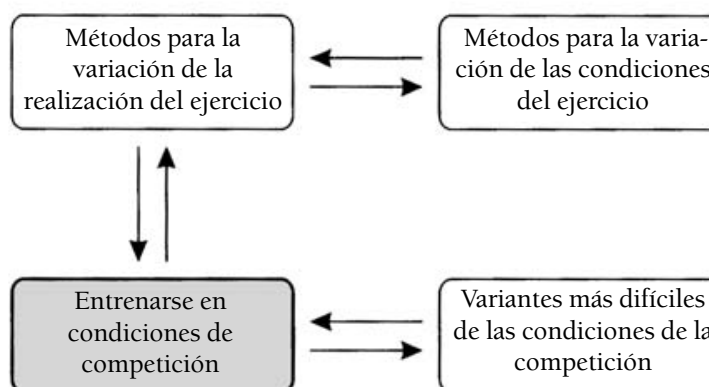 Métodos para la
variación de la
realización del ejercicio
Métodos para la varia-
ción de las condiciones
del ejercicio
Entrenarse en
condiciones de
competición
Variantes más difíciles
de las condiciones de la
competición